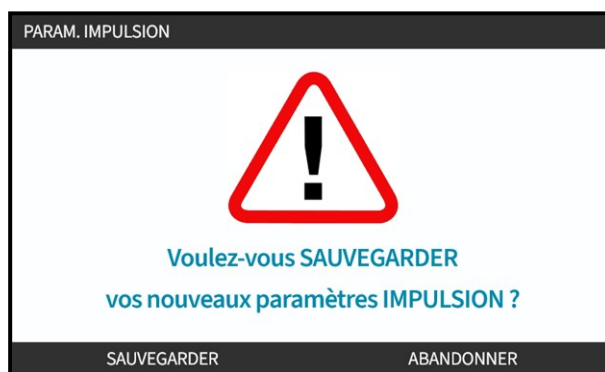 PARAM. IMPULSION
!
Voulez-vous SAUVEGARDER
vos nouveaux paramètres IMPULSION ?
SAUVEGARDER ABANDONNER